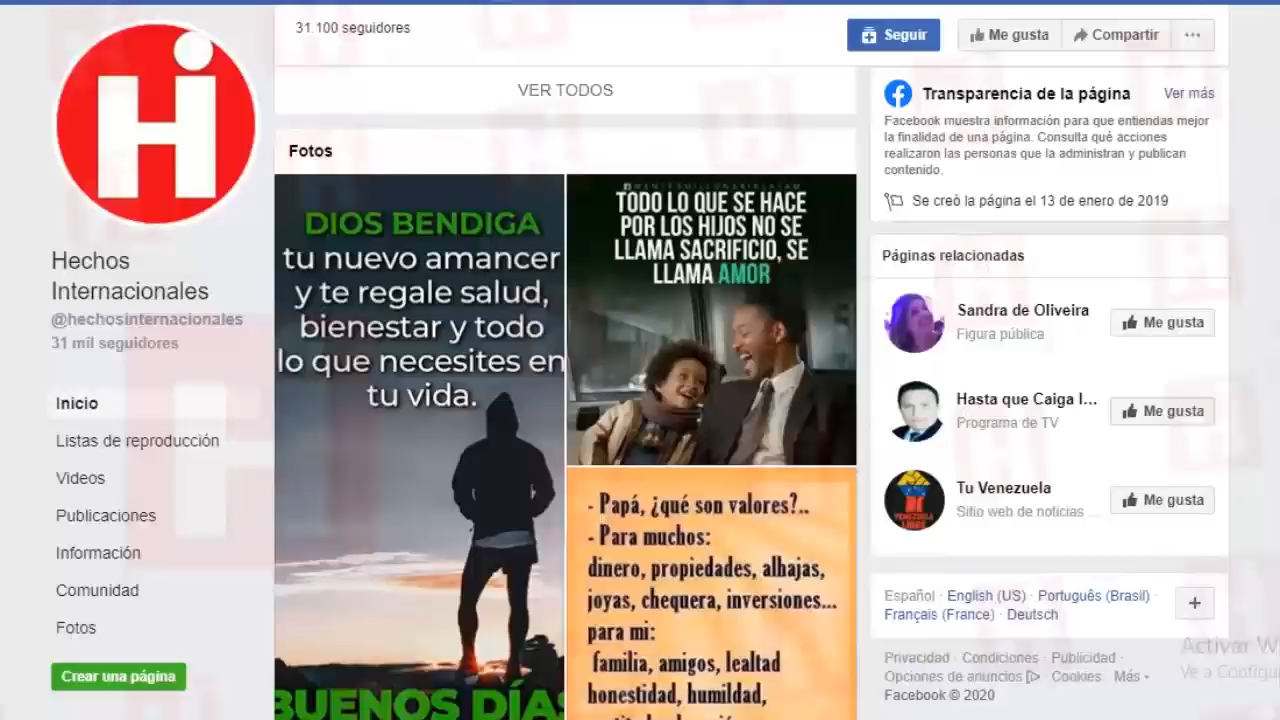 31.100 seguidores
Seguir
Me gusta
Compartir
VER TODOS
Transparencia de la página
Ver más
Facebook muestra información para que entiendas mejor
la finalidad de una página. Consulta qué acciones
realizaron las personas que la administran y publican
contenido.
Se creó la página el 13 de enero de 2019
Hi
Hechos
Internacionales
@hechosinternacionales
31 mil seguidores
Inicio
Listas de reproducción
Videos
Publicaciones
Información
Comunidad
Fotos
Crear una página
Fotos
DIOS BENDIGA
tu nuevo amancer
y te regale salud,
bienestar y todo
lo que necesites en
tu vida.
BUENOS DÍAS
TODO LO QUE SE HACE
POR LOS HIJOS NO SE
LLAMA SACRIFICIO, SE
LLAMA AMOR
- Papá, ¿qué son valores?..
- Para muchos:
dinero, propiedades, alhajas,
joyas, chequera, inversiones...
para mi:
familia, amigos, lealtad
honestidad, humildad,
Páginas relacionadas
Sandra de Oliveira
Figura pública
Me gusta
Hasta que Caiga l...
Programa de TV
Me gusta
Tu Venezuela
Sitio web de noticias ...
Me gusta
VENEZUELA
LIBRE
Español · English (US) · Português (Brasil) ·
Français (France) · Deutsch
Privacidad · Condiciones · Publicidad ·
Opciones de anuncios · Cookies · Más
Facebook © 2020
Activar W
Ve a Configu